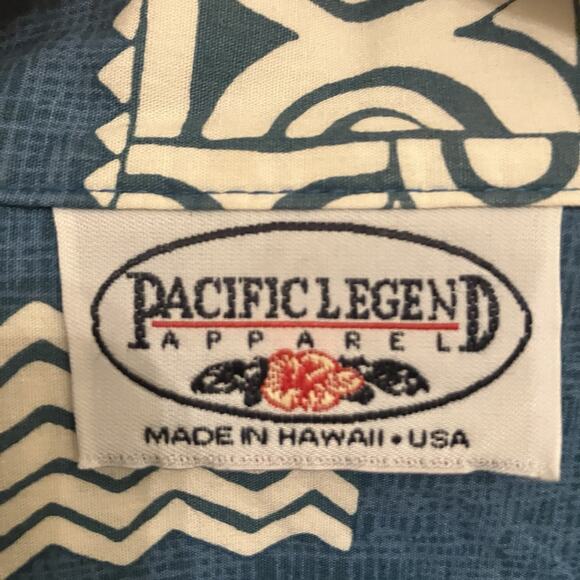 PACIFIC LEGEND
APPAREL
MADE IN HAWAII • USA